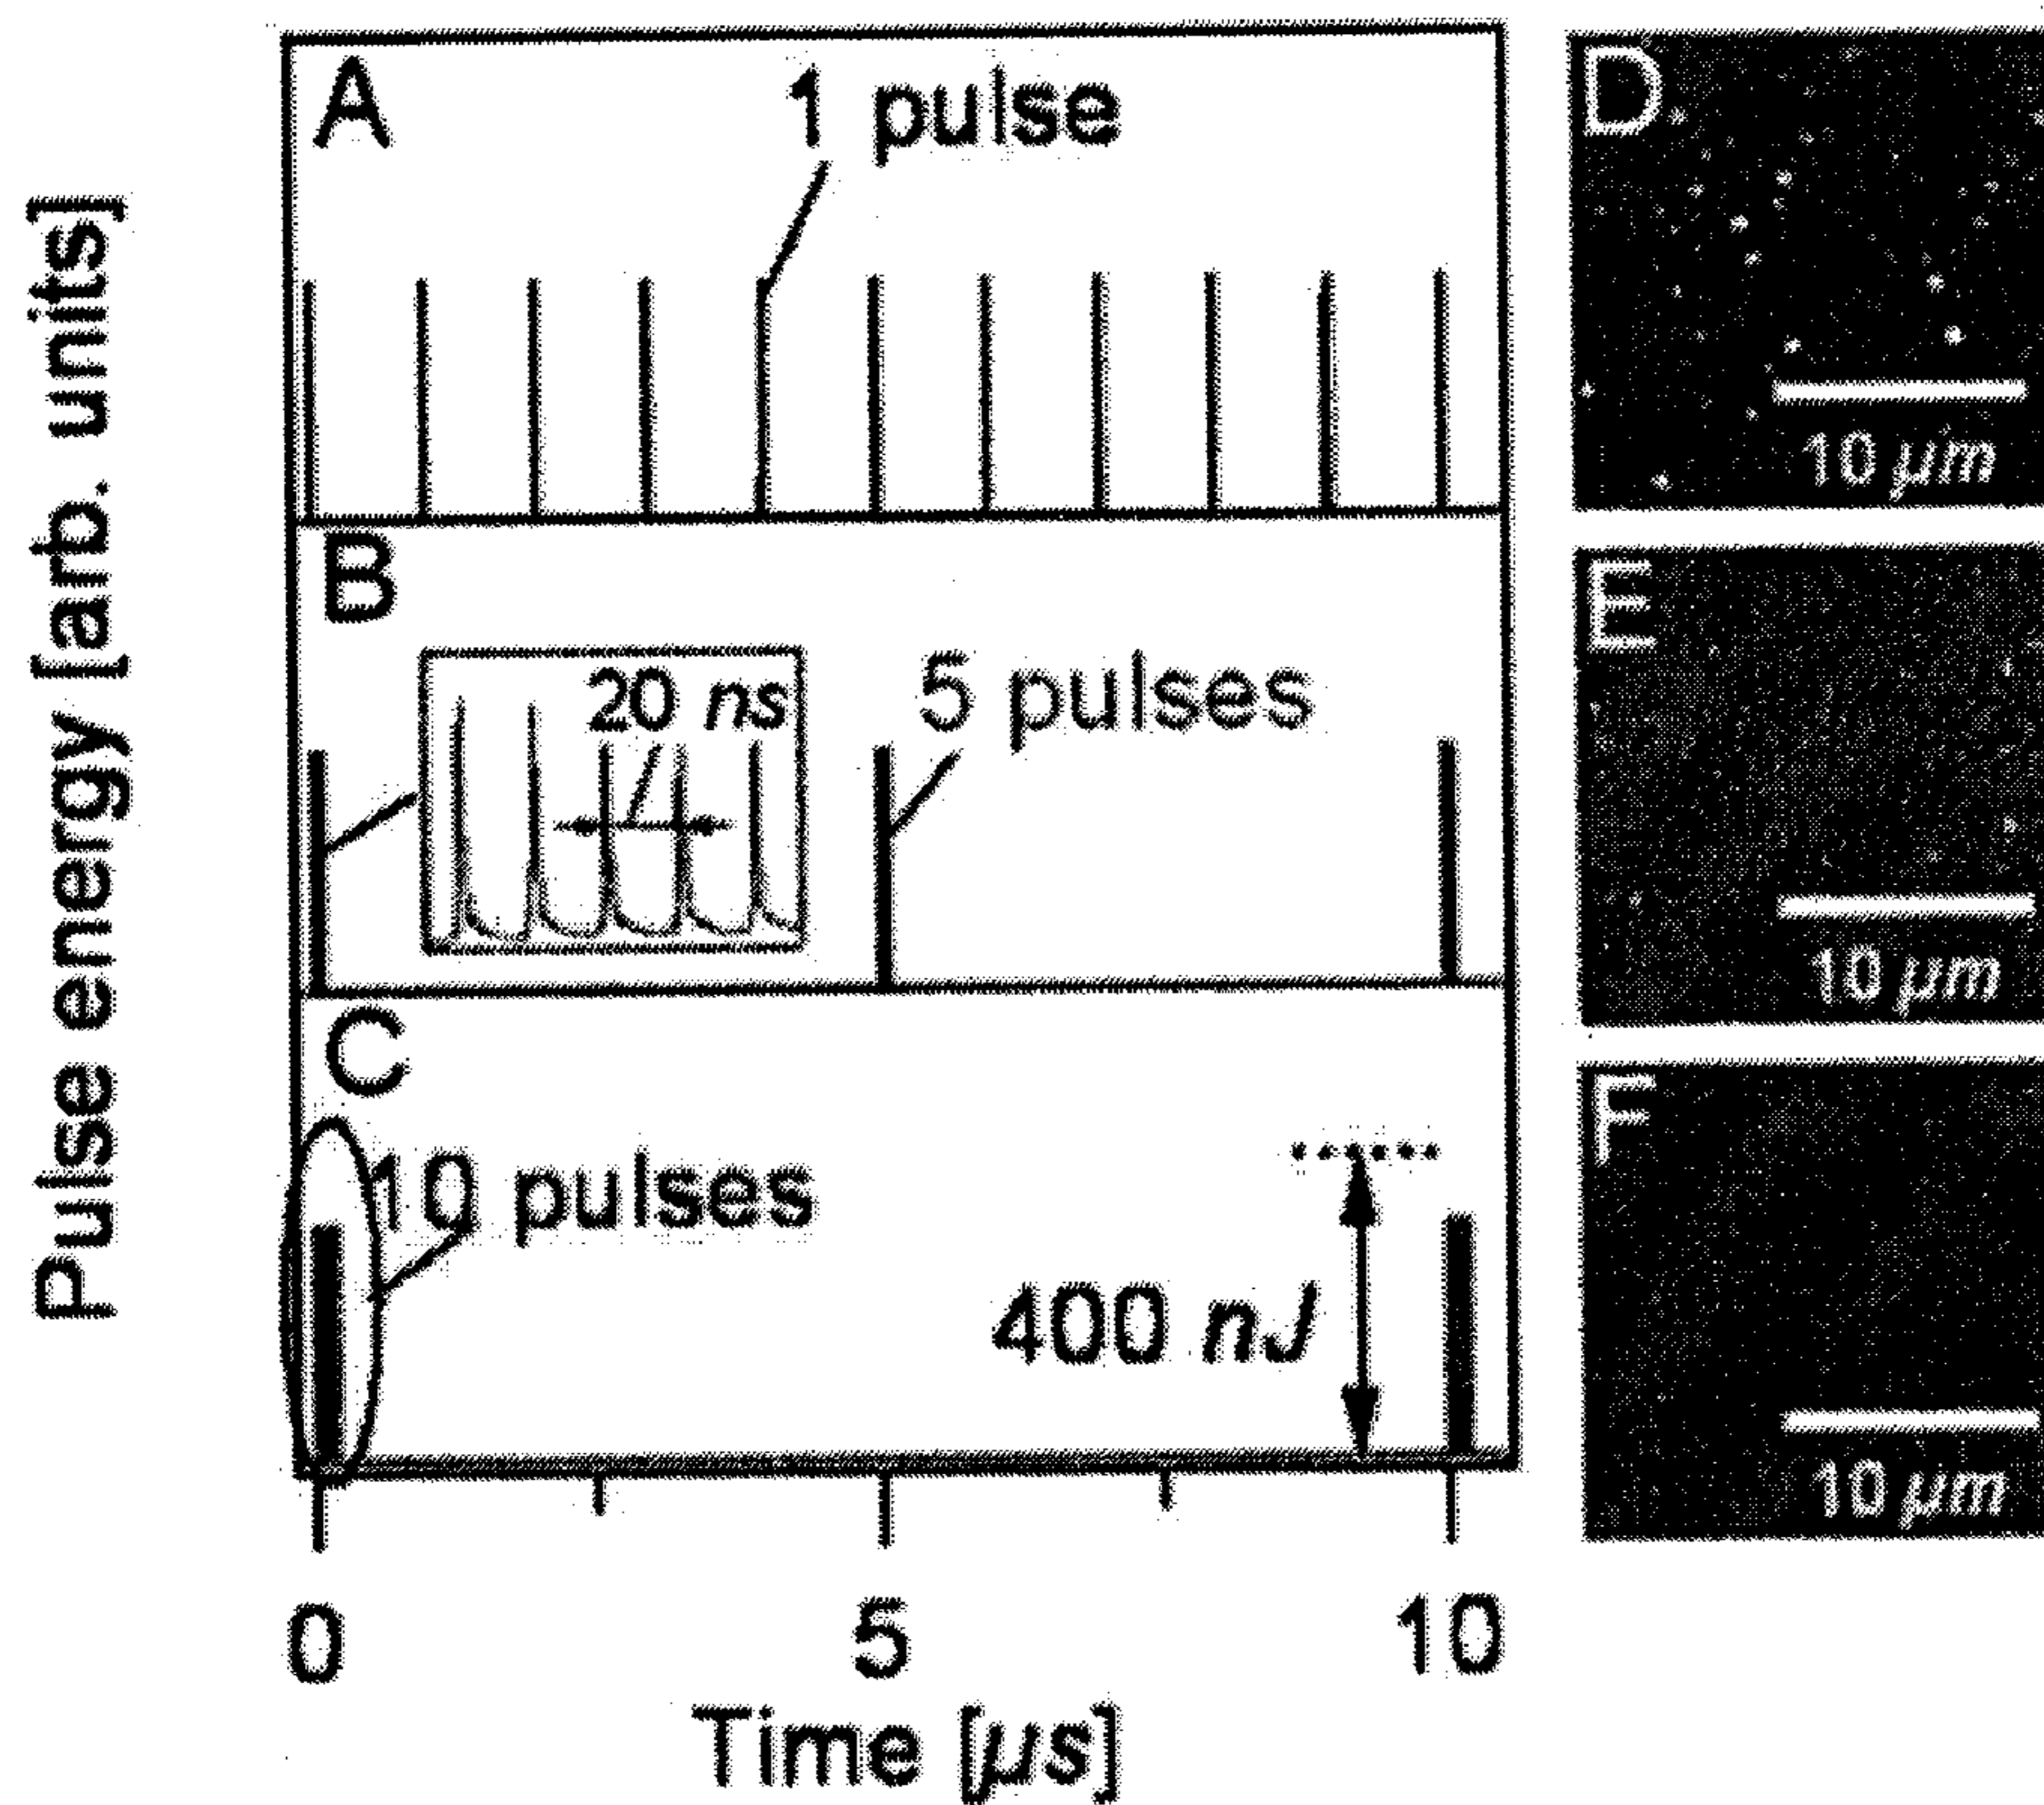 Pulse energy [arb. units]
A
1 pulse
B
20 ns
5 pulses
C
10 pulses
400 nJ
0
5
10
Time [µs]
D
10 µm
E
10 µm
F
10 µm